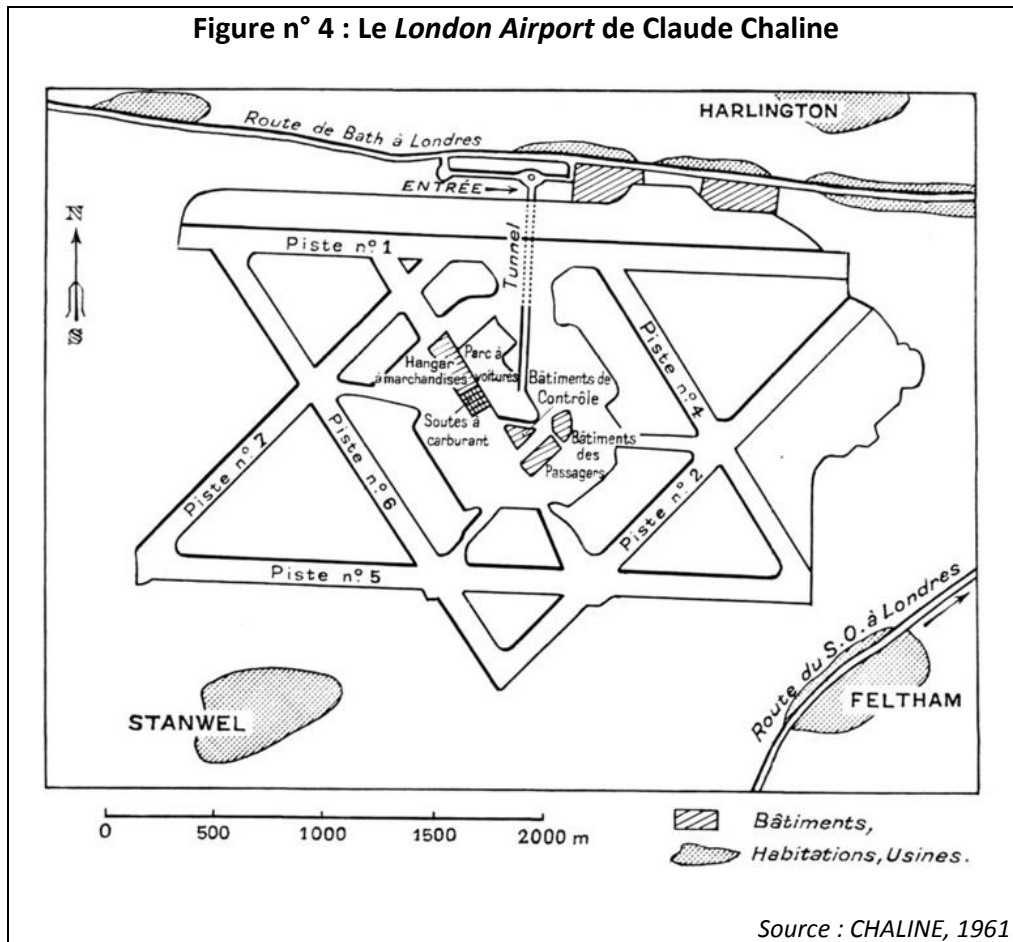 Figure n° 4 : Le London Airport de Claude Chaline
HARLINGTON
Route de Bath à Londres
ENTRÉE
N
S
Tunnel
Piste n° 1
Parc à
voitures
Hangar
à marchandises
Soutes à
carburant
Bâtiments de
Contrôle
Bâtiments
des
Passagers
Piste n° 4
Piste n° 7
Piste n° 6
Piste n° 2
Piste n° 5
Route du S.O. à Londres
STANWEL
FELTHAM
0 500 1000 1500 2000 m
Bâtiments,
Habitations, Usines.
Source : CHALINE, 1961